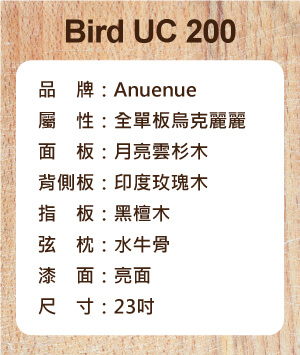 Bird UC 200
品　牌：Anuenue
屬　性：全單板烏克麗麗
面　板：月亮雲杉木
背側板：印度玫瑰木
指　板：黑檀木
弦　枕：水牛骨
漆　面：亮面
尺　寸：23吋